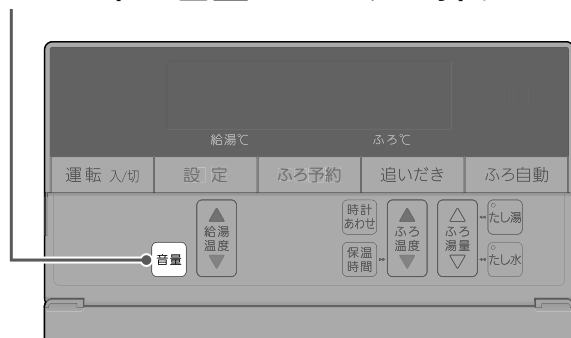 給湯℃ ふろ℃
運転 入/切 設定 ふろ予約 追いだき ふろ自動
音量
給湯
温度
時計
あわせ
保温
時間
ふろ
温度
ふろ
湯量
たし湯
たし水